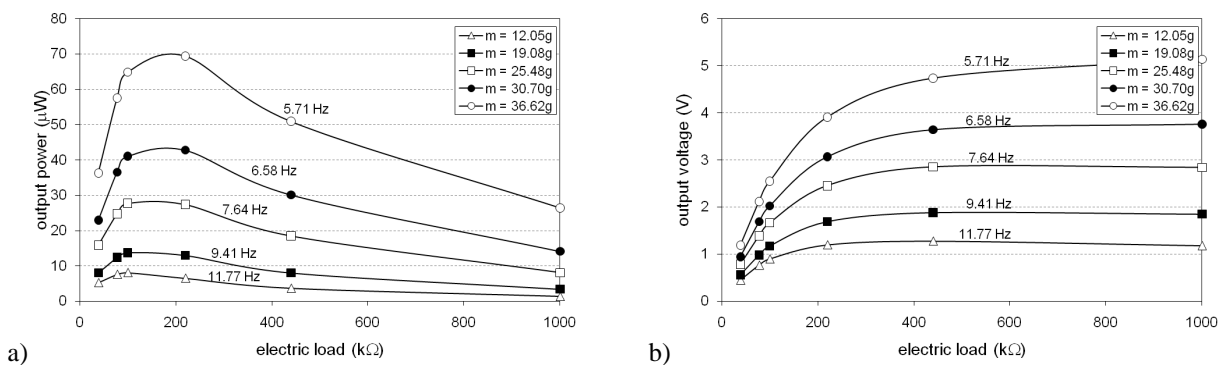 80
70
60
50
40
30
20
10
0
output power (μW)
0 200 400 600 800 1000
electric load (kΩ)
m = 12.05g
m = 19.08g
m = 25.48g
m = 30.70g
m = 36.62g
5.71 Hz
6.58 Hz
7.64 Hz
9.41 Hz
11.77 Hz
a)
6
5
4
3
2
1
0
output voltage (V)
0 200 400 600 800 1000
electric load (kΩ)
m = 12.05g
m = 19.08g
m = 25.48g
m = 30.70g
m = 36.62g
5.71 Hz
6.58 Hz
7.64 Hz
9.41 Hz
11.77 Hz
b)